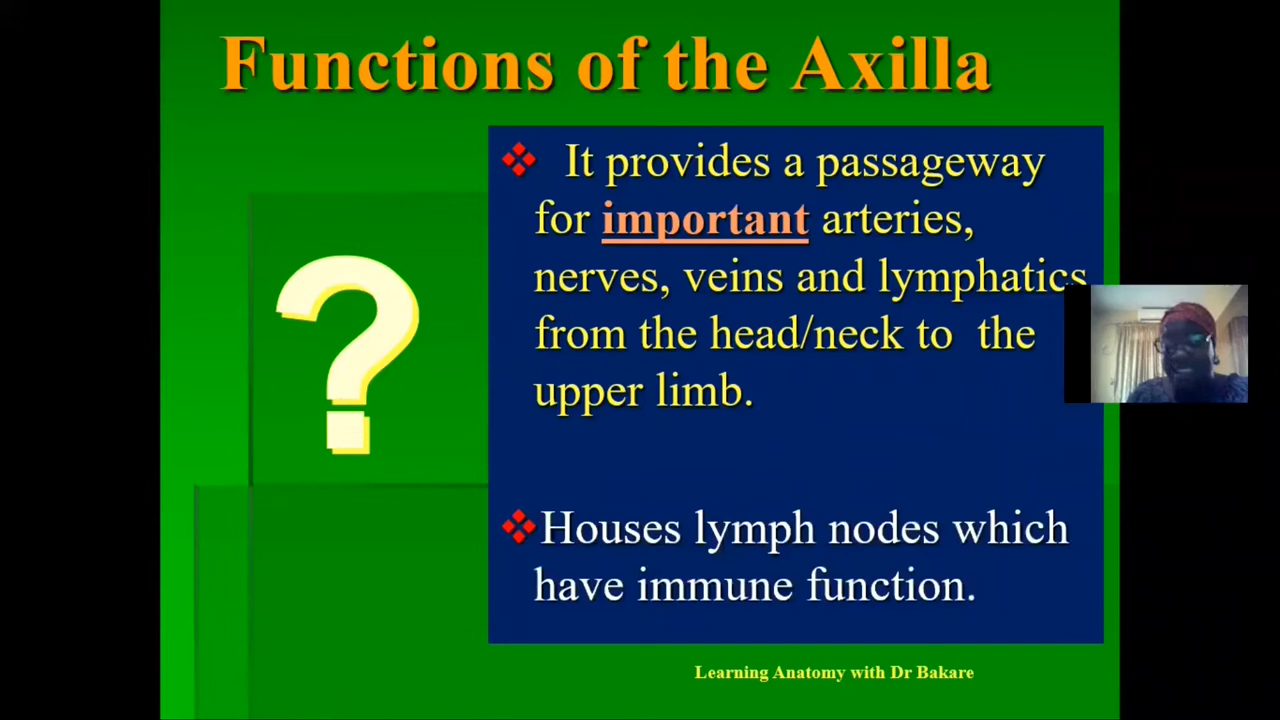 Functions of the Axilla
❖ It provides a passageway
for important arteries,
nerves, veins and lymphatics
from the head/neck to the
upper limb.
?
❖Houses lymph nodes which
have immune function.
Learning Anatomy with Dr Bakare